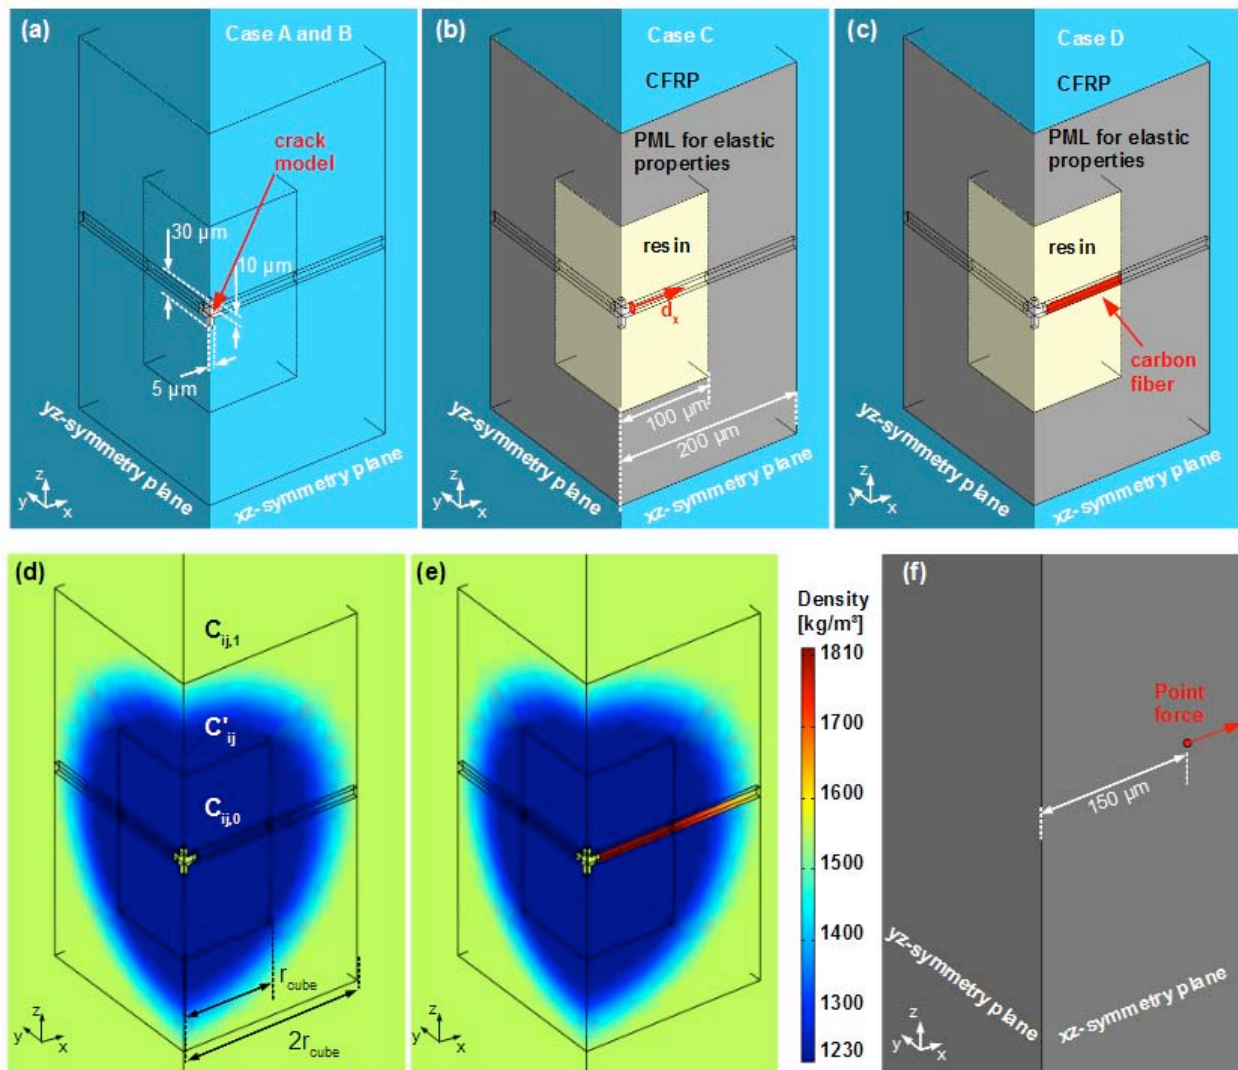 (a)
Case A and B
crack
model
30 µm
10 µm
5 µm
yz-symmetry plane
xz-symmetry plane
z
y
x
(b)
Case C
CFRP
PML for elastic
properties
resin
dₓ
100 µm
200 µm
yz-symmetry plane
xz-symmetry plane
z
y
x
(c)
Case D
CFRP
PML for elastic
properties
resin
carbon
fiber
yz-symmetry plane
xz-symmetry plane
z
y
x
(d)
Cij,1
C'ij
Cij,0
rcube
2rcube
z
y
x
(e)
z
y
x
Density
[kg/m³]
1810
1700
1600
1530
1400
1300
1230
(f)
Point
force
150 µm
yz-symmetry plane
xz-symmetry plane
z
y
x